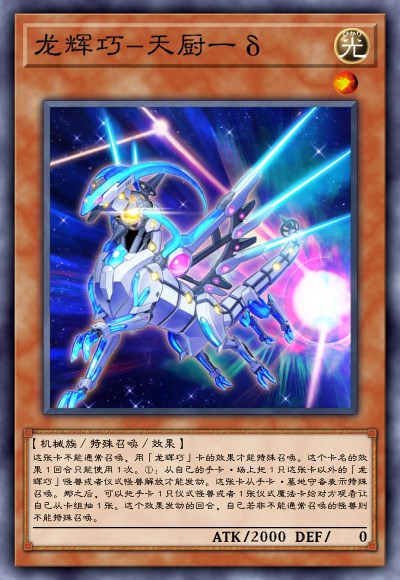 龙辉巧-天厨一 δ
光
ひかり
【机械族/特殊召唤/效果】
这张卡不能通常召唤，用「龙辉巧」卡的效果才能特殊召唤。这个卡名的效
果1回合只能使用1次。①：从自己的手卡·场上把1只这张卡以外的「龙
辉巧」怪兽或者仪式怪兽解放才能发动。这张卡从手卡·墓地守备表示特殊
召唤。那之后，可以把手卡1只仪式怪兽或者1张仪式魔法卡给对方观看让
自己从卡组抽1张。这个效果发动的回合，自己若非不能通常召唤的怪兽则
不能特殊召唤。
ATK/2000 DEF/ 0